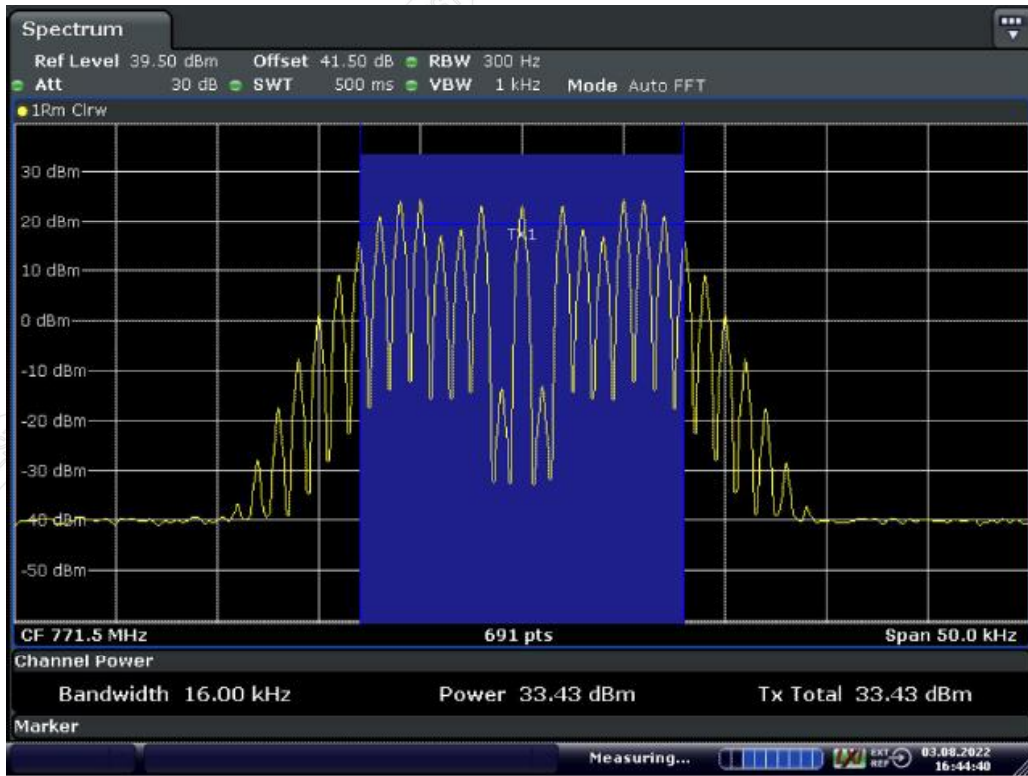 Spectrum
Ref Level 39.50 dBm Offset 41.50 dB RBW 300 Hz
Att 30 dB SWT 500 ms VBW 1 kHz Mode Auto FFT
1Rm Clrw
30 dBm
20 dBm
TX1
10 dBm
0 dBm
-10 dBm
-20 dBm
-30 dBm
-40 dBm
-50 dBm
CF 771.5 MHz 691 pts Span 50.0 kHz
Channel Power
Bandwidth 16.00 kHz Power 33.43 dBm Tx Total 33.43 dBm
Marker
Measuring... LXI EXT REF 03.08.2022
16:44:40